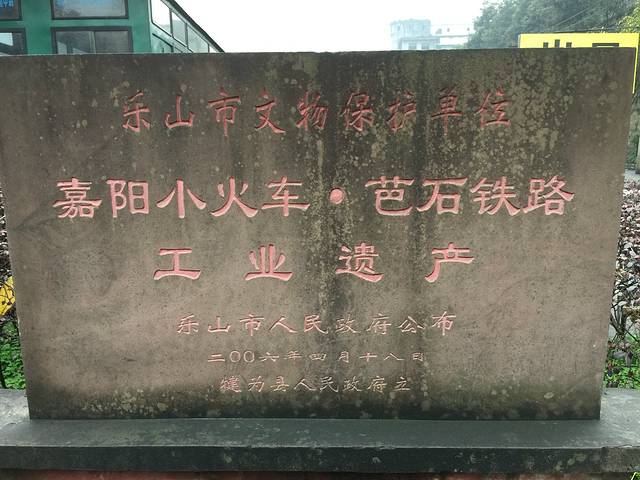 乐山市文物保护单位
嘉阳小火车·芭石铁路
工业遗产
乐山市人民政府公布
二〇〇六年四月十八日
犍为县人民政府立